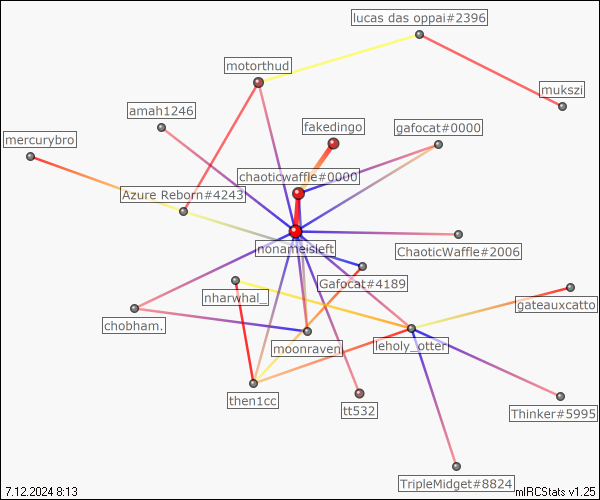 lucas das oppai#2396
motorthud
mukszi
amah1246
fakedingo
gafocat#0000
mercurybro
chaoticwaffle#0000
Azure Reborn#4243
nonameisleft
ChaoticWaffle#2006
Gafocat#4189
nharwhal_
gateauxcatto
chobham.
moonraven
leholy_otter
then1cc
tt532
Thinker#5995
TripleMidget#8824
7.12.2024 8:13
mIRCStats v1.25